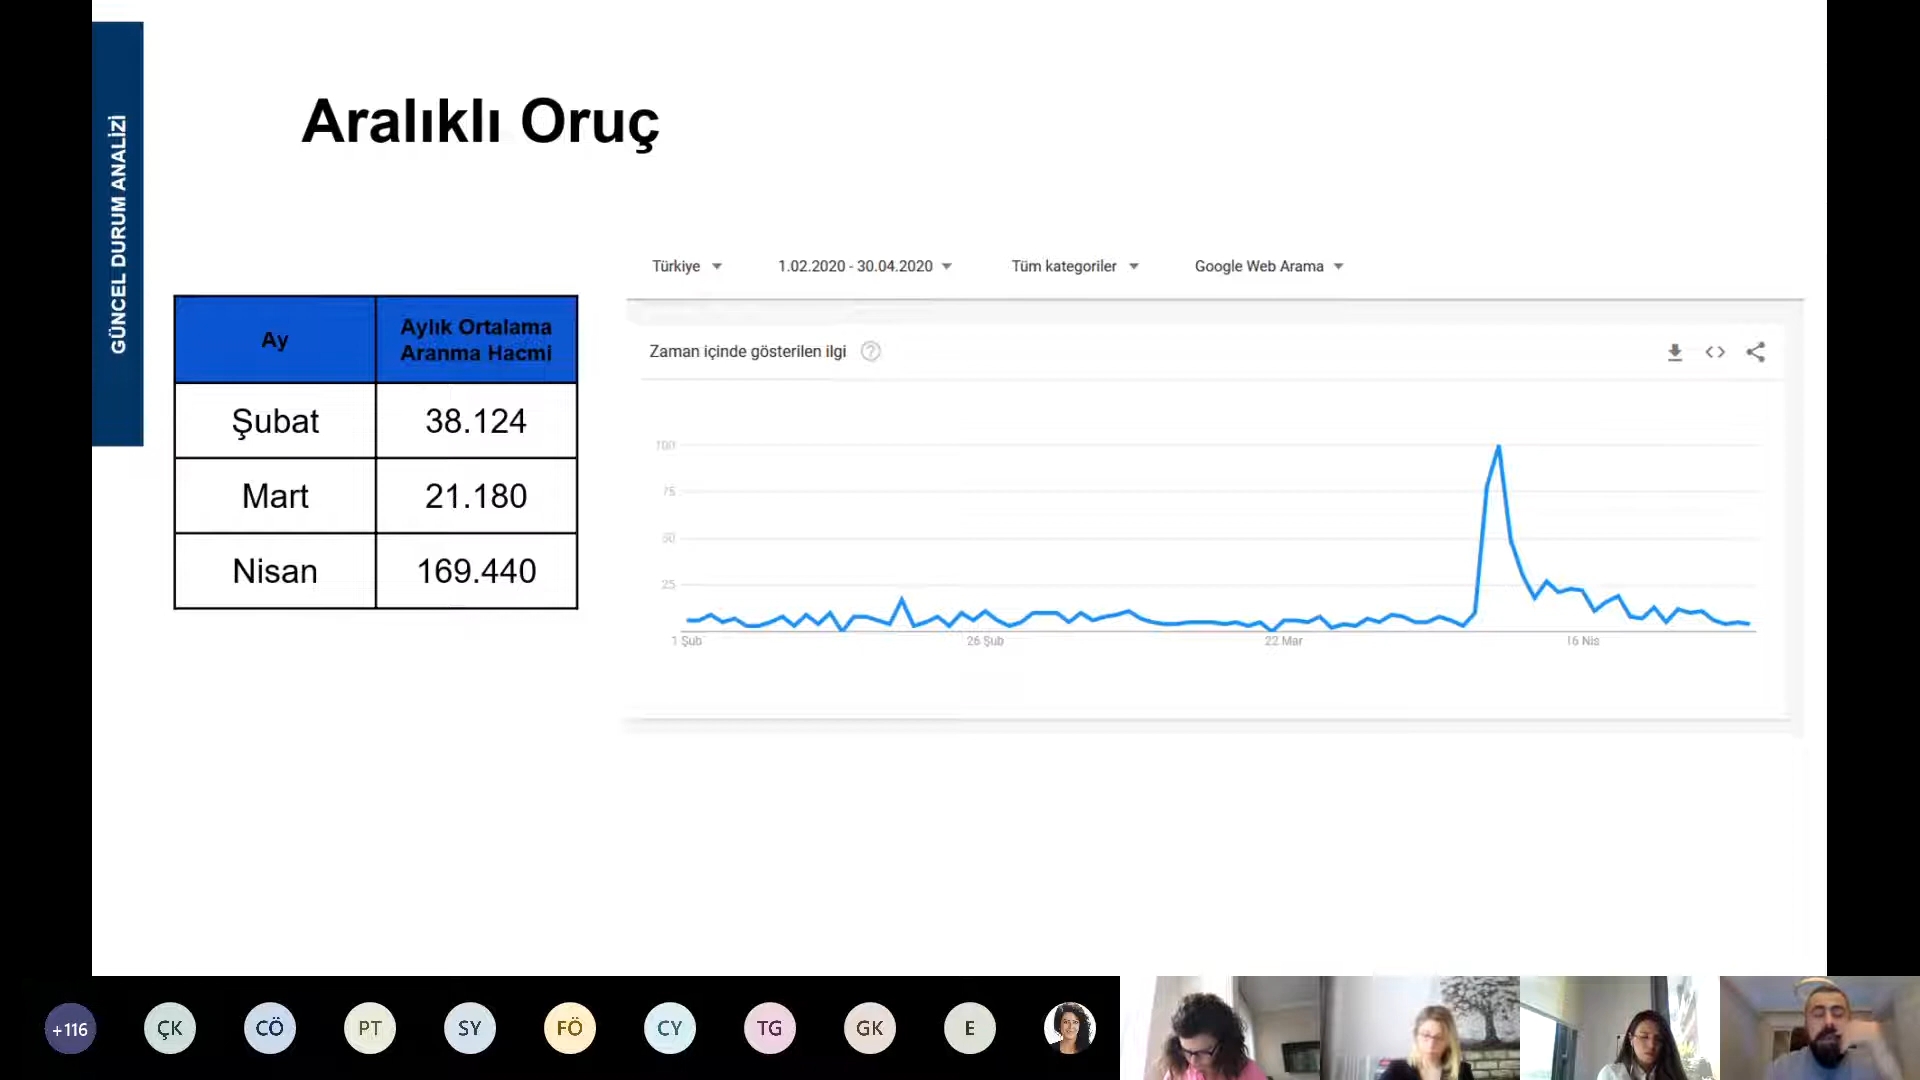 GÜNCEL DURUM ANALİZİ
Aralıklı Oruç
Ay
Aylık Ortalama
Aranma Hacmi
Şubat 38.124
Mart 21.180
Nisan 169.440
Türkiye 1.02.2020 - 30.04.2020 Tüm kategoriler Google Web Arama
Zaman içinde gösterilen ilgi ?
100
75
50
25
1 Şub 26 Şub 22 Mar 16 Nis
+116 ÇK CÖ PT SY FÖ CY TG GK E